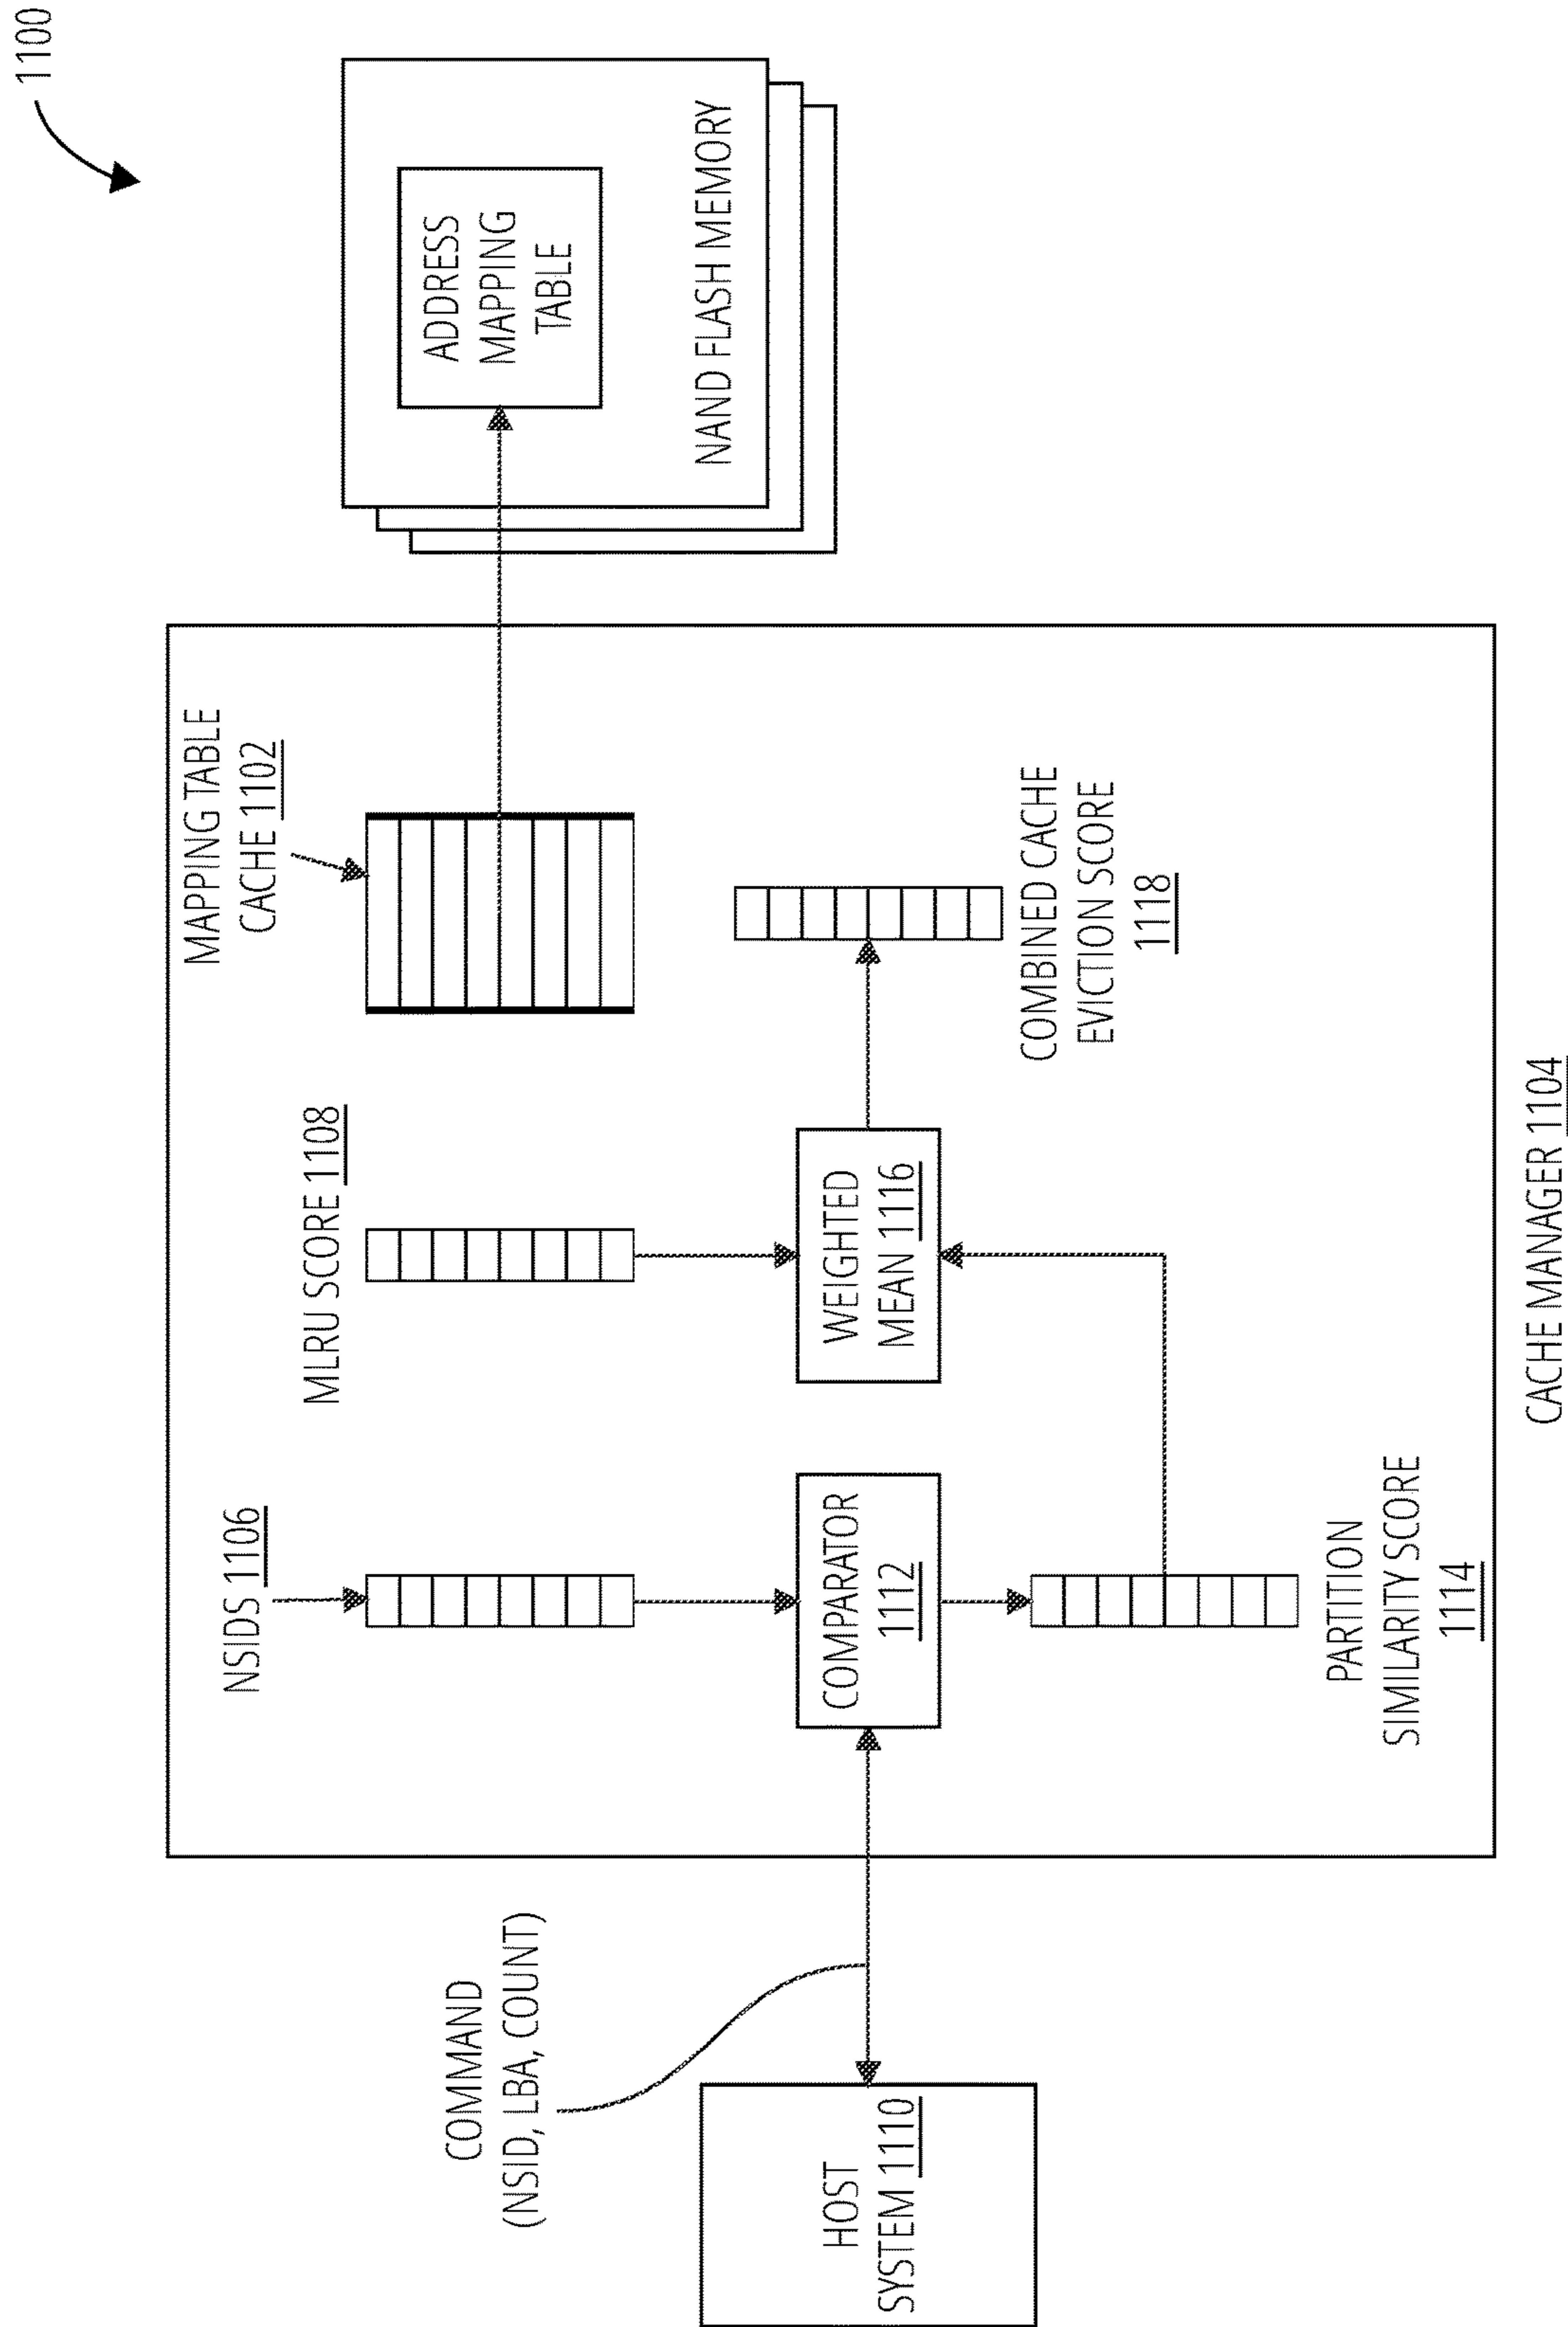 1100
MAPPING TABLE
CACHE 1102
MLRU SCORE 1108
NSIDS 1106
ADDRESS
MAPPING
TABLE
NAND FLASH MEMORY
COMMAND
(NSID, LBA, COUNT)
HOST
SYSTEM 1110
COMPARATOR
1112
WEIGHTED
MEAN 1116
COMBINED CACHE
EVICTION SCORE
1118
PARTITION
SIMILARITY SCORE
1114
CACHE MANAGER 1104